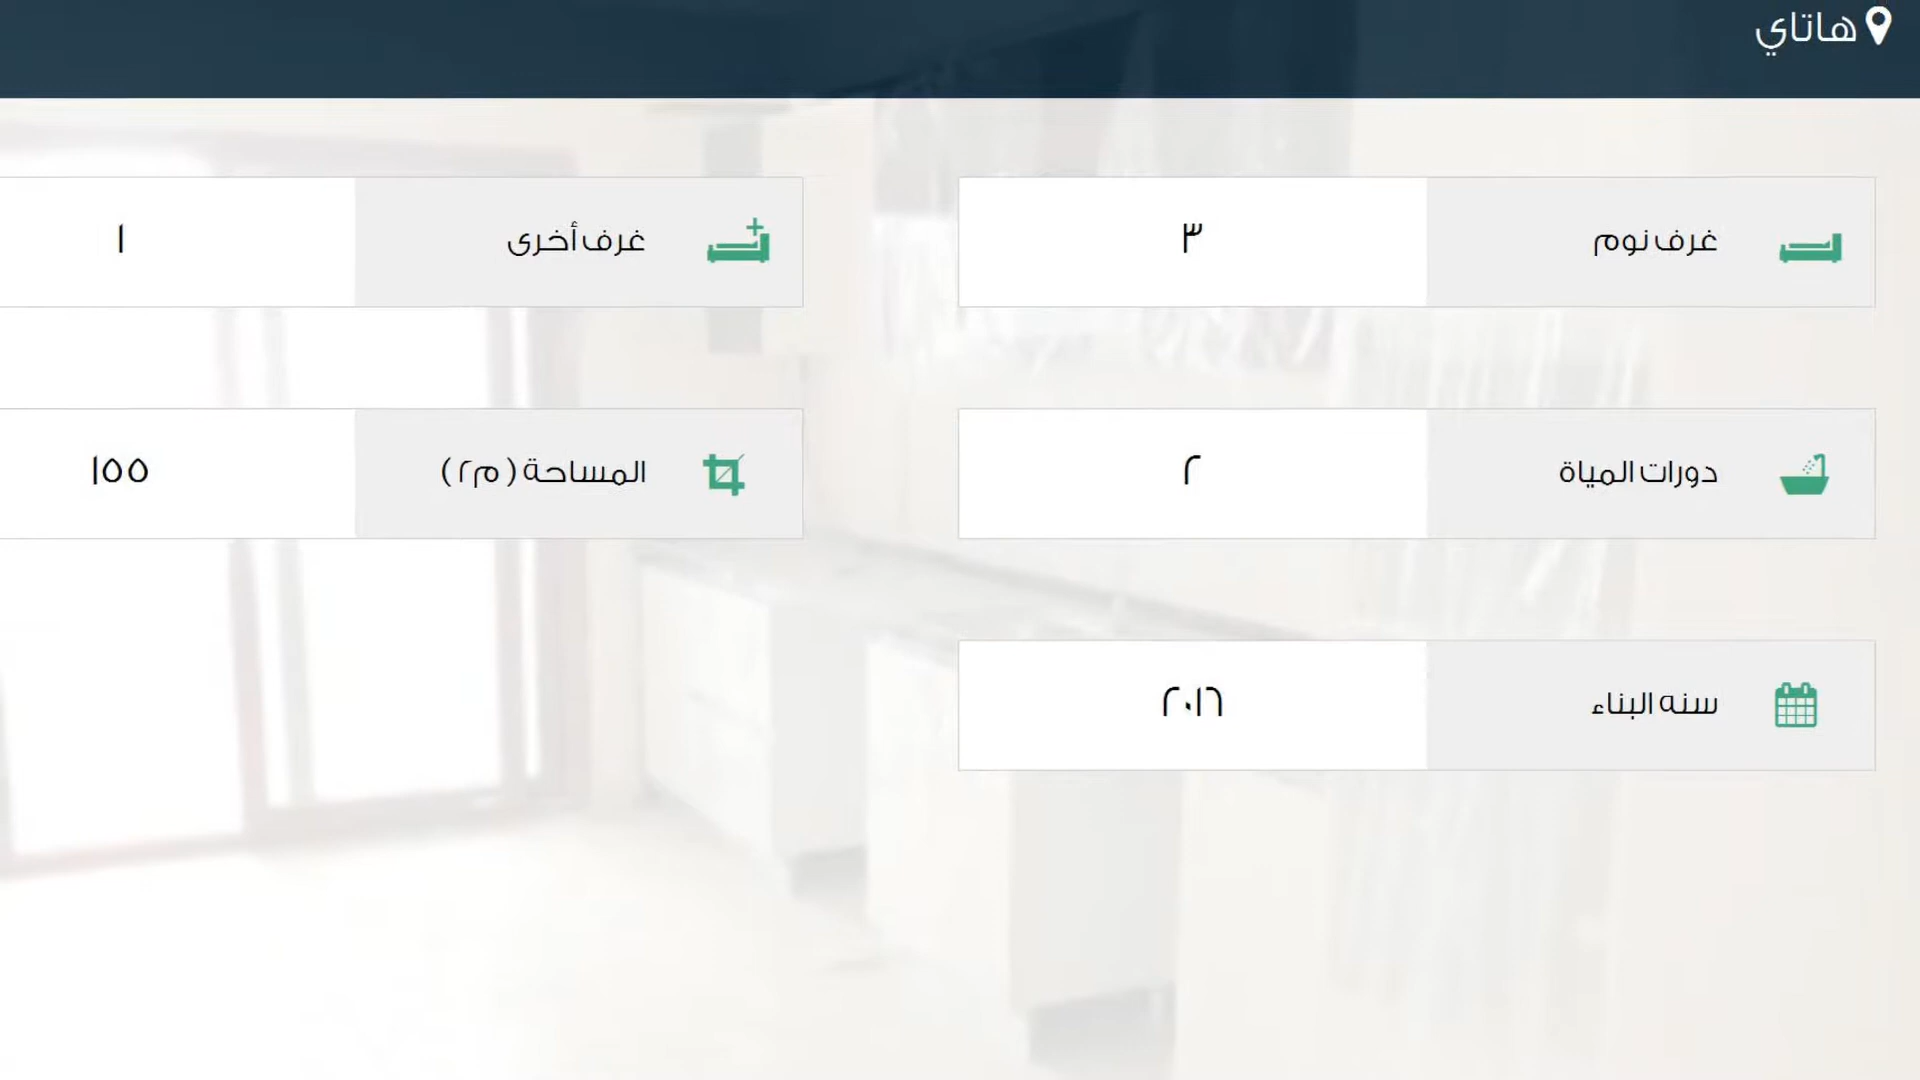 هاتاي
غرف نوم
٣
غرف أخرى
١
دورات المياة
٢
المساحة (م٢)
١٥٥
سنه البناء
٢٠١٦